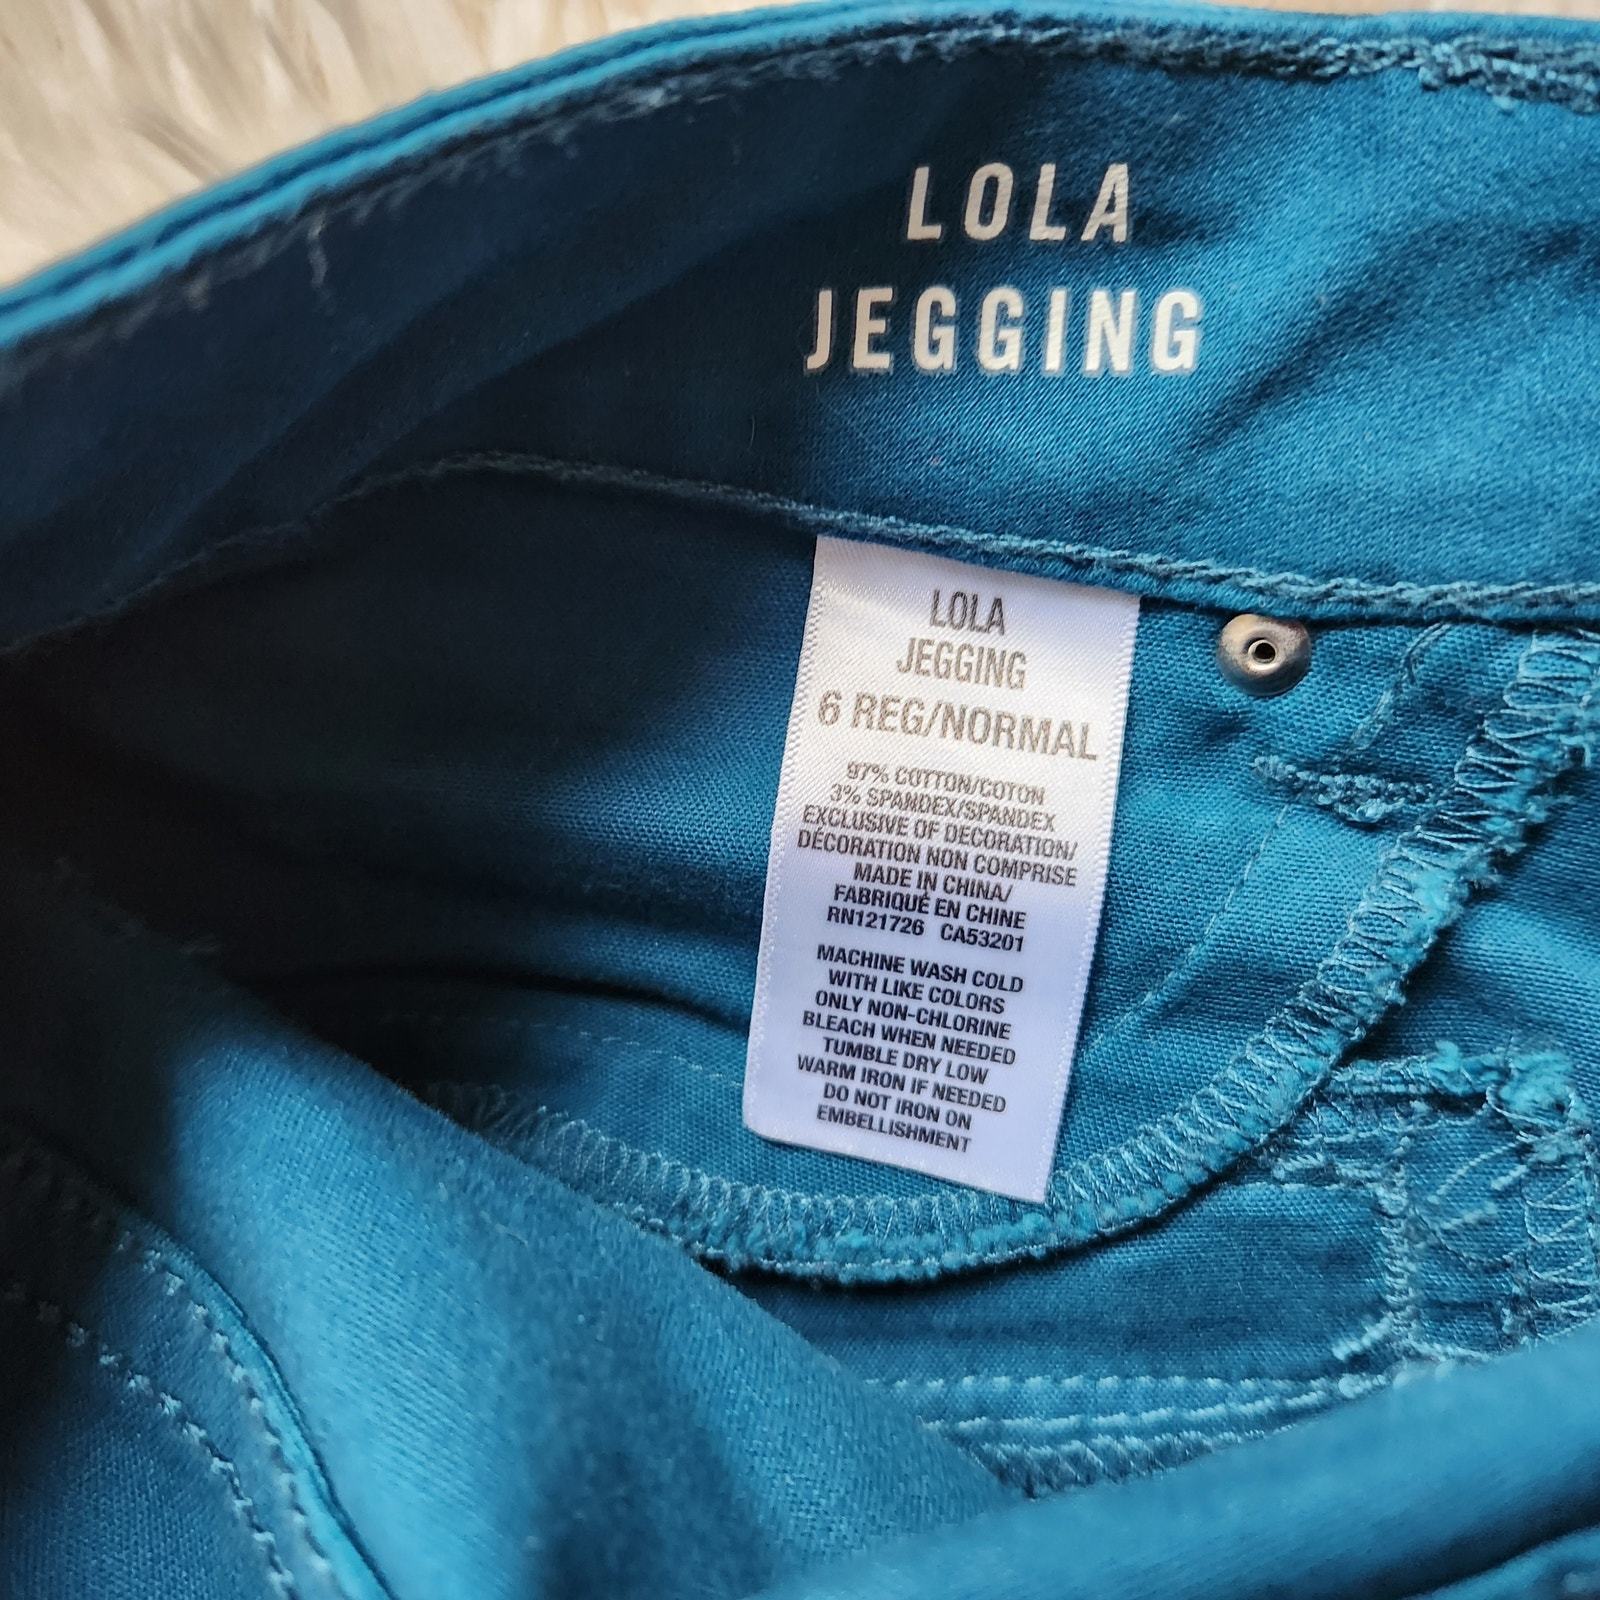 LOLA
JEGGING
LOLA
JEGGING
6 REG/NORMAL
97% COTTON/COTON
3% SPANDEX/SPANDEX
EXCLUSIVE OF DECORATION/
DÉCORATION NON COMPRISE
MADE IN CHINA/
FABRIQUÉ EN CHINE
RN121726 CA53201
MACHINE WASH COLD
WITH LIKE COLORS
ONLY NON-CHLORINE
BLEACH WHEN NEEDED
TUMBLE DRY LOW
WARM IRON IF NEEDED
DO NOT IRON ON
EMBELLISHMENT